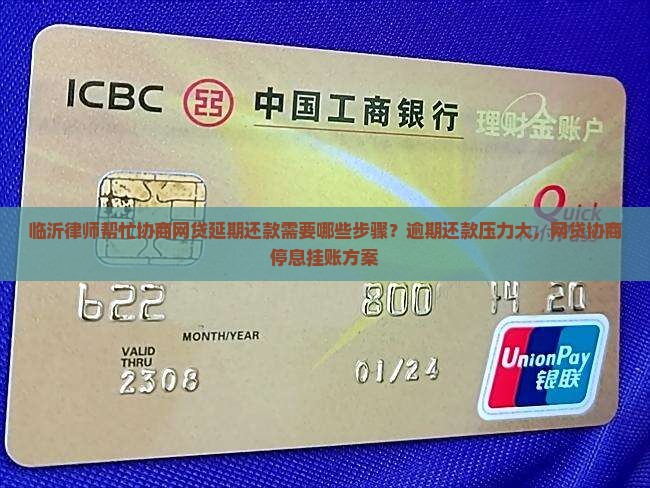 ICBC 中国工商银行 理财金账户
Quick
临沂律师帮忙协商网贷延期还款需要哪些步骤？逾期还款压力大，网贷协商
停息挂账方案
622 800 20
MONTH/YEAR
VALID
THRU
2308 01/24
UnionPay
银联